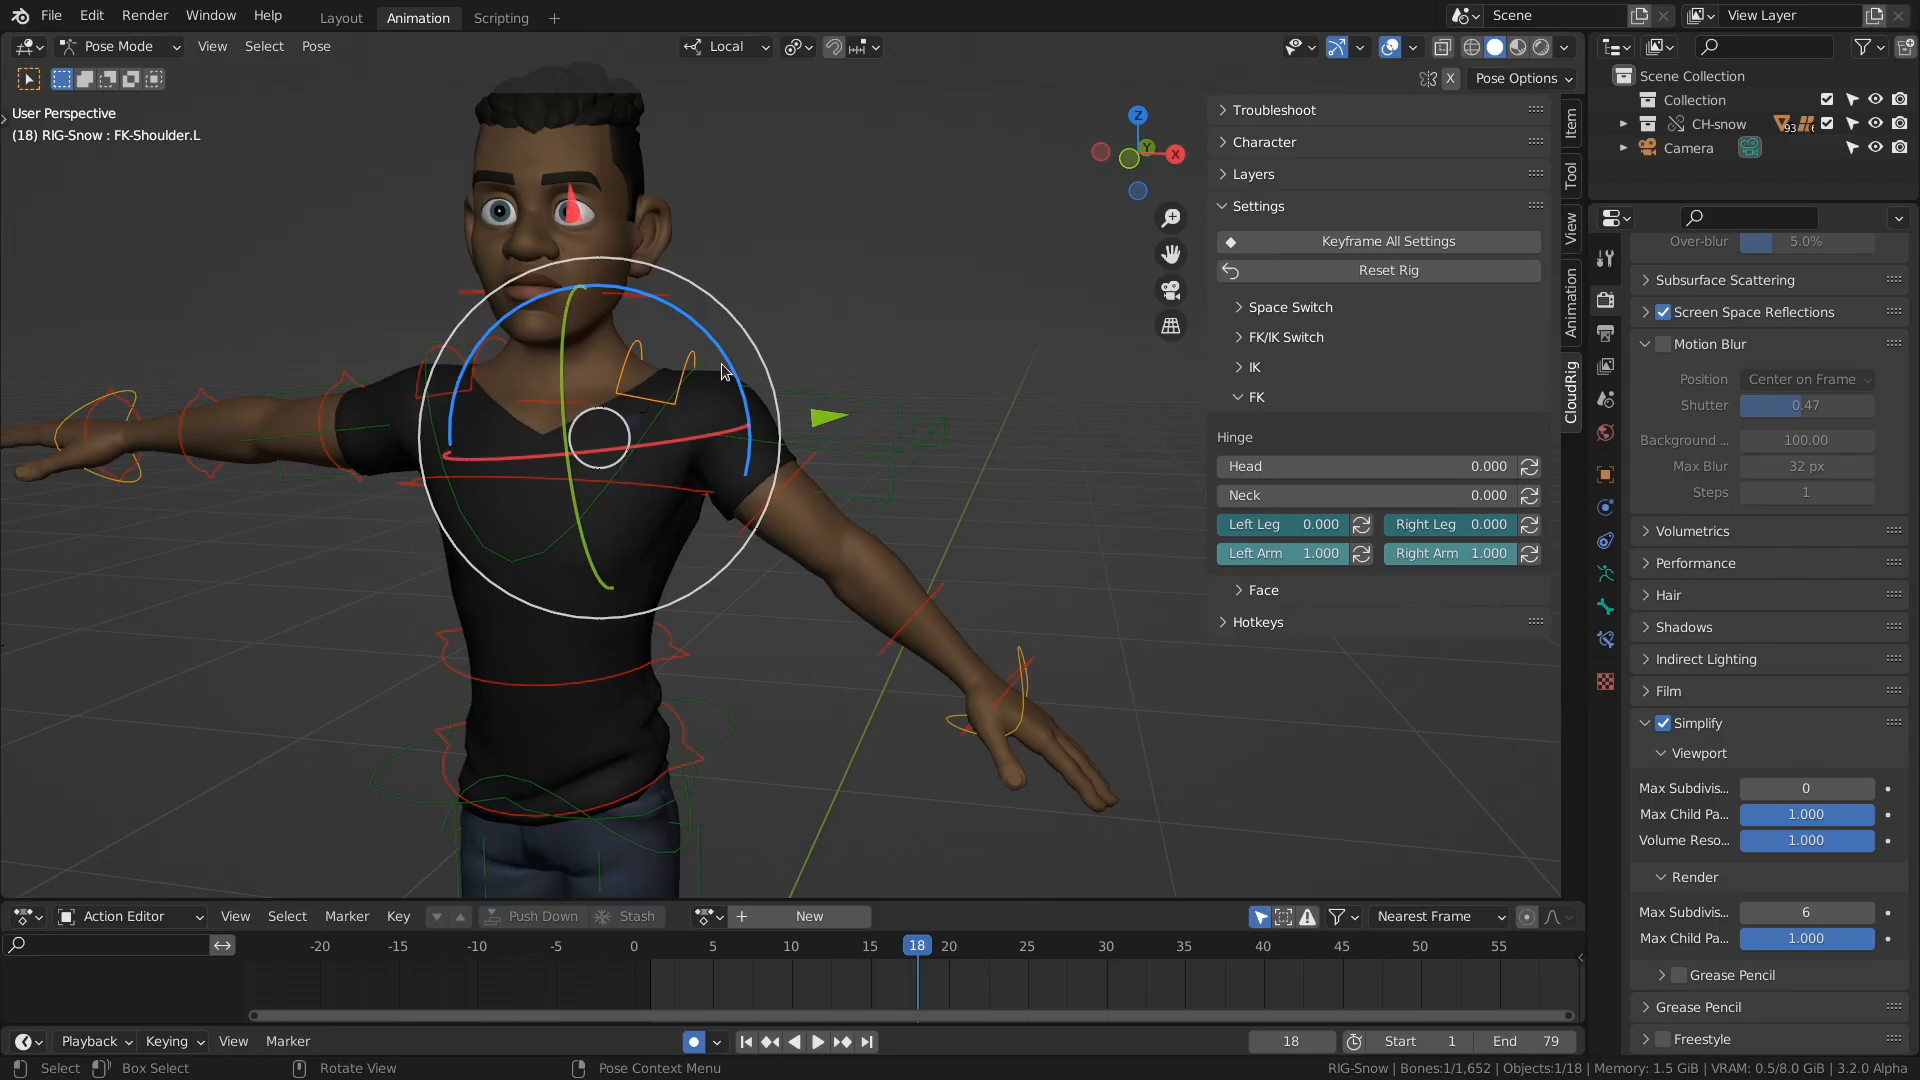 File Edit Render Window Help Layout Animation Scripting + Scene View Layer
Pose Mode View Select Pose Local
X Pose Options
User Perspective
(18) RIG-Snow : FK-Shoulder.L
Z
Y
X
Troubleshoot
Character
Layers
Settings
Keyframe All Settings
Reset Rig
Space Switch
FK/IK Switch
IK
FK
Hinge
Head 0.000
Neck 0.000
Left Leg 0.000 Right Leg 0.000
Left Arm 1.000 Right Arm 1.000
Face
Hotkeys
Item
Tool
View
Animation
CloudRig
Scene Collection
Collection
CH-snow 93
Camera
Over-blur 5.0%
Subsurface Scattering
Screen Space Reflections
Motion Blur
Position Center on Frame
Shutter 0.47
Background ... 100.00
Max Blur 32 px
Steps 1
Volumetrics
Performance
Hair
Shadows
Indirect Lighting
Film
Simplify
Viewport
Max Subdivis... 0
Max Child Pa... 1.000
Volume Reso... 1.000
Render
Max Subdivis... 6
Max Child Pa... 1.000
Grease Pencil
Grease Pencil
Freestyle
Action Editor View Select Marker Key Push Down Stash + New Nearest Frame
-20 -15 -10 -5 0 5 10 15 18 20 25 30 35 40 45 50 55
Playback Keying View Marker 18 Start 1 End 79
Select Box Select Rotate View Pose Context Menu RIG-Snow | Bones:1/1,652 | Objects:1/18 | Memory: 1.5 GiB | VRAM: 0.5/8.0 GiB | 3.2.0 Alpha